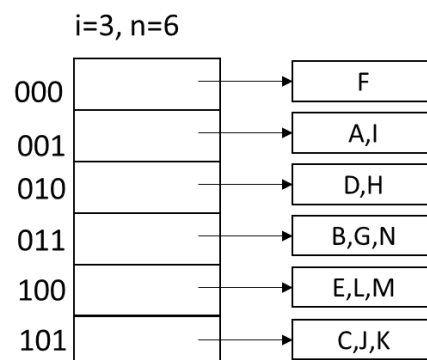 i=3, n=6
000 F
001 A,I
010 D,H
011 B,G,N
100 E,L,M
101 C,J,K